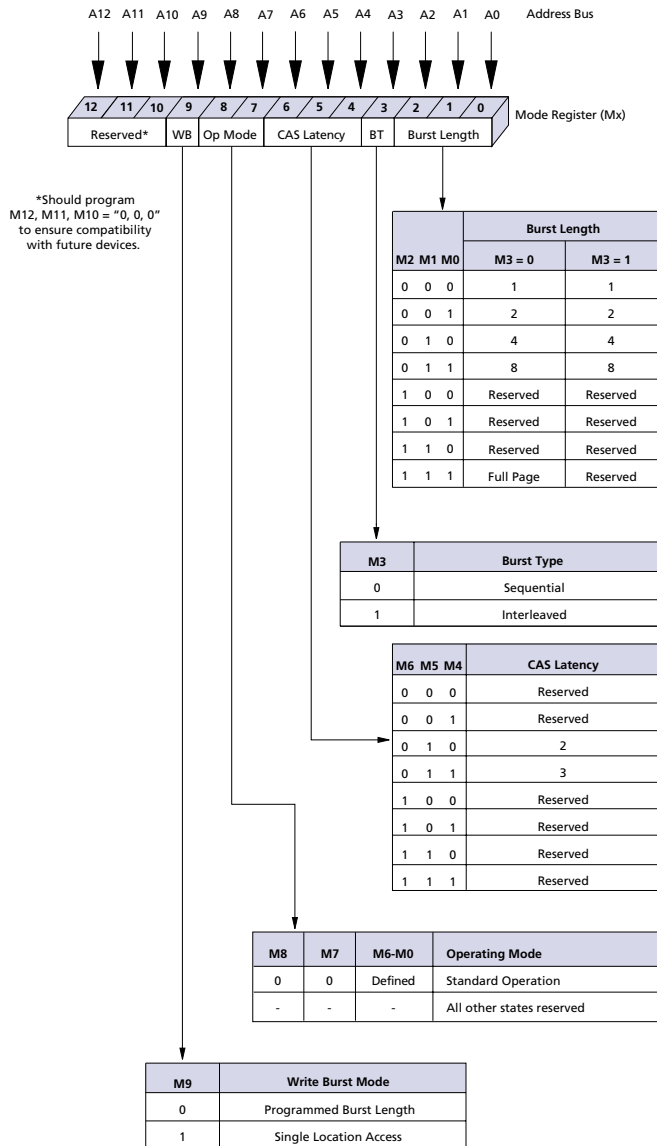 A12 A11 A10 A9 A8 A7 A6 A5 A4 A3 A2 A1 A0 Address Bus
12 11 10 9 8 7 6 5 4 3 2 1 0
Mode Register (Mx)
Reserved* WB Op Mode CAS Latency BT Burst Length
*Should program
M12, M11, M10 = “0, 0, 0”
to ensure compatibility
with future devices.
Burst Length
M2 M1 M0 M3 = 0 M3 = 1
0 0 0 1 1
0 0 1 2 2
0 1 0 4 4
0 1 1 8 8
1 0 0 Reserved Reserved
1 0 1 Reserved Reserved
1 1 0 Reserved Reserved
1 1 1 Full Page Reserved
M3 Burst Type
0 Sequential
1 Interleaved
M6 M5 M4 CAS Latency
0 0 0 Reserved
0 0 1 Reserved
0 1 0 2
0 1 1 3
1 0 0 Reserved
1 0 1 Reserved
1 1 0 Reserved
1 1 1 Reserved
M8 M7 M6-M0 Operating Mode
0 0 Defined Standard Operation
- - - All other states reserved
M9 Write Burst Mode
0 Programmed Burst Length
1 Single Location Access